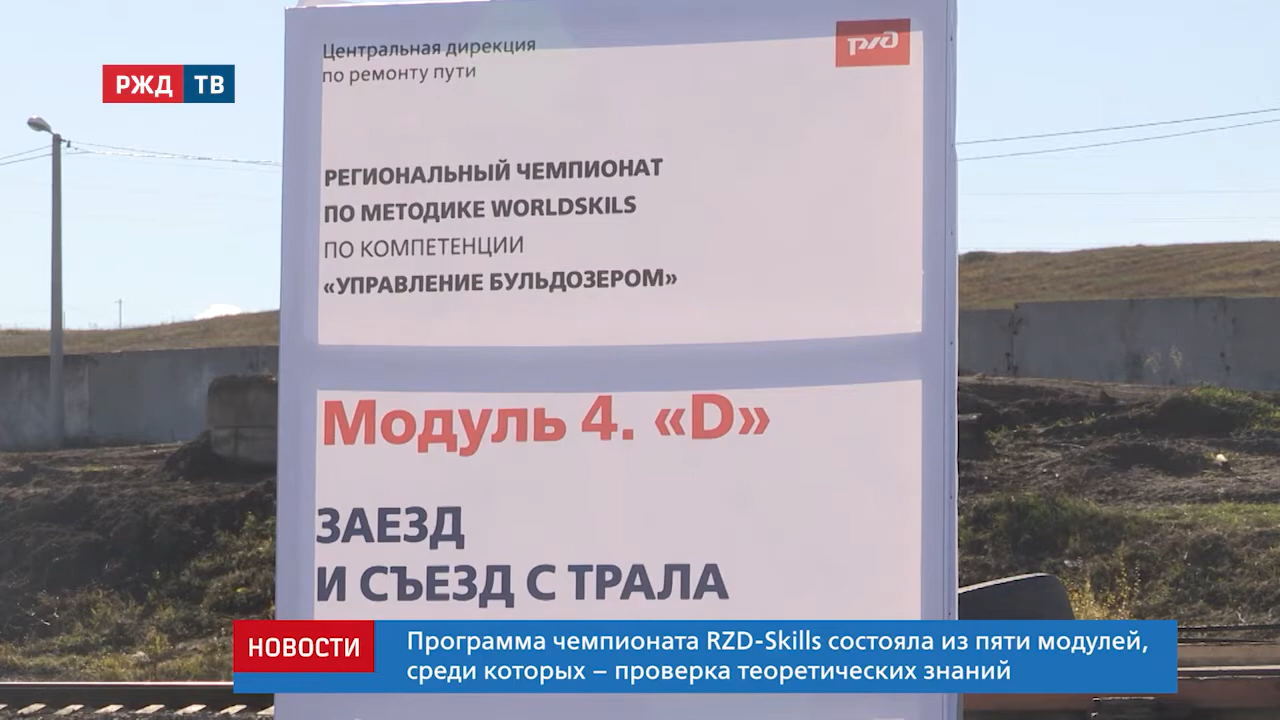 РЖД ТВ
Центральная дирекция
по ремонту пути
ржд
РЕГИОНАЛЬНЫЙ ЧЕМПИОНАТ
ПО МЕТОДИКЕ WORLDSKILS
ПО КОМПЕТЕНЦИИ
«УПРАВЛЕНИЕ БУЛЬДОЗЕРОМ»
Модуль 4. «D»
ЗАЕЗД
И СЪЕЗД С ТРАЛА
НОВОСТИ
Программа чемпионата RZD-Skills состояла из пяти модулей,
среди которых – проверка теоретических знаний